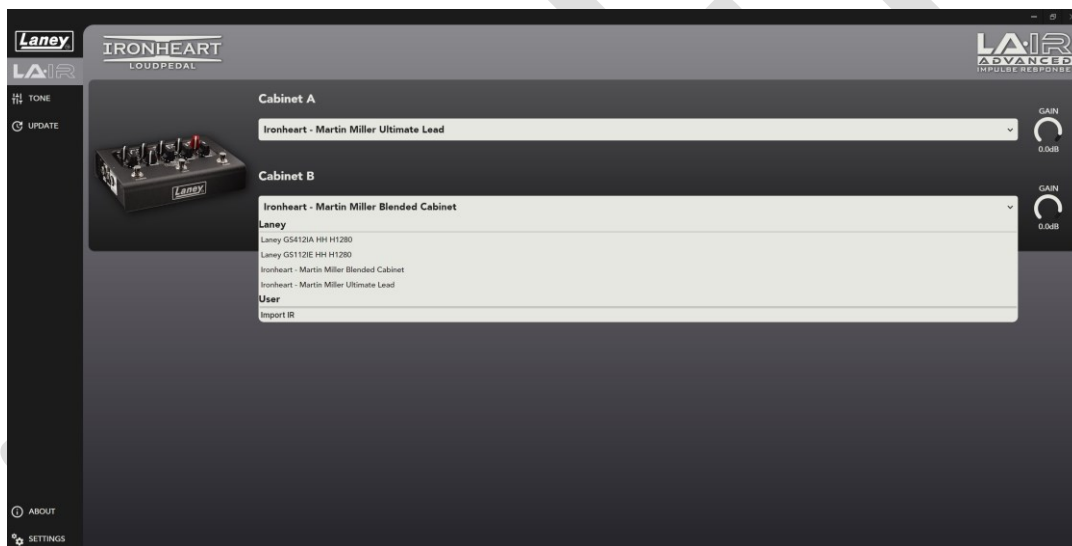 Laney
LA·IR
TONE
UPDATE
ABOUT
SETTINGS
IRONHEART
LOUDPEDAL
LA·IR
ADVANCED
IMPULSE RESPONSE
Laney
Cabinet A
Ironheart - Martin Miller Ultimate Lead
GAIN
0.0dB
Cabinet B
Ironheart - Martin Miller Blended Cabinet
GAIN
0.0dB
Laney
Laney GS412IA HH H1280
Laney GS112IE HH H1280
Ironheart - Martin Miller Blended Cabinet
Ironheart - Martin Miller Ultimate Lead
User
Import IR